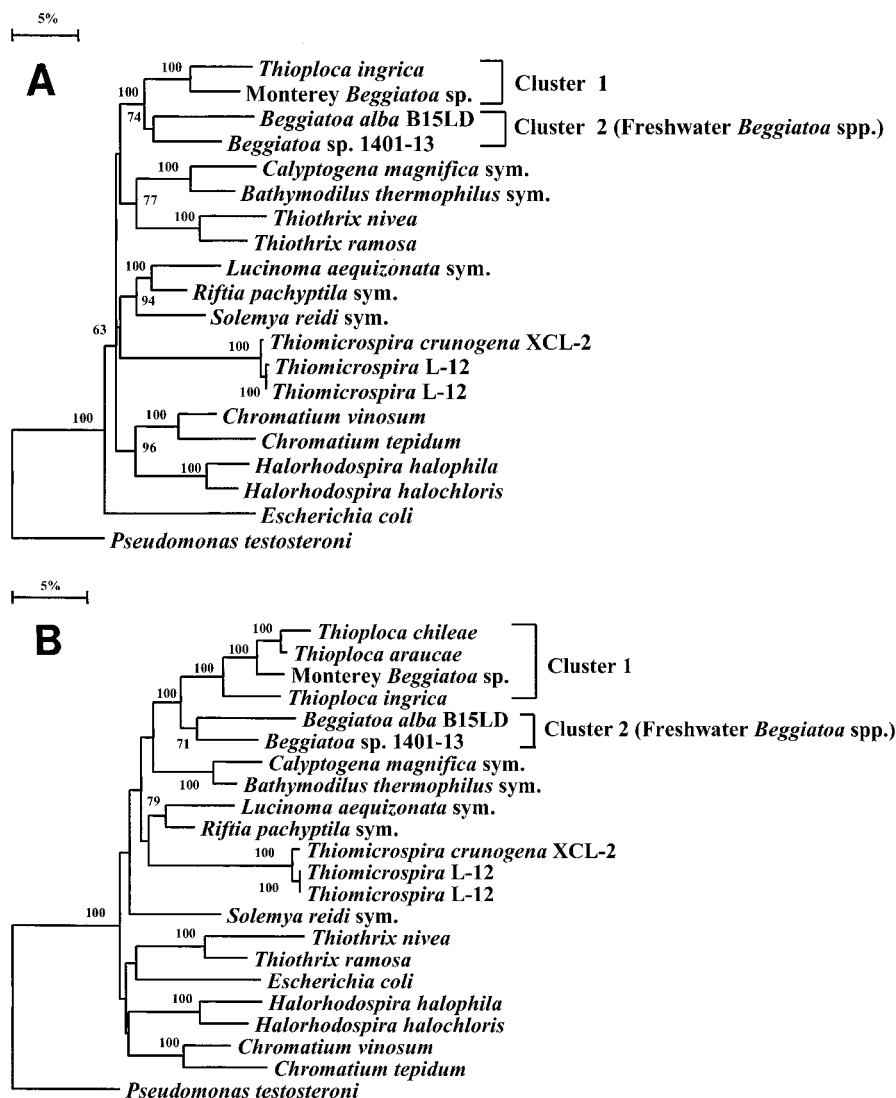 5%
A
100 Thioploca ingrica
Monterey Beggiatoa sp.
Cluster 1
100
74 Beggiatoa alba B15LD
Beggiatoa sp. 1401-13
Cluster 2 (Freshwater Beggiatoa spp.)
100 Calyptogena magnifica sym.
Bathymodilus thermophilus sym.
77
100 Thiothrix nivea
Thiothrix ramosa
100 Lucinoma aequizonata sym.
Riftia pachyptila sym.
94
Solemya reidi sym.
63
100 Thiomicrospira crunogena XCL-2
Thiomicrospira L-12
100 Thiomicrospira L-12
100
100 Chromatium vinosum
Chromatium tepidum
96
100 Halorhodospira halophila
Halorhodospira halochloris
Escherichia coli
Pseudomonas testosteroni
5%
B
100 Thioploca chileae
Thioploca araucae
100
Monterey Beggiatoa sp.
100
Thioploca ingrica
Cluster 1
100
Beggiatoa alba B15LD
71 Beggiatoa sp. 1401-13
Cluster 2 (Freshwater Beggiatoa spp.)
Calyptogena magnifica sym.
100 Bathymodilus thermophilus sym.
79 Lucinoma aequizonata sym.
Riftia pachyptila sym.
100 Thiomicrospira crunogena XCL-2
Thiomicrospira L-12
100 Thiomicrospira L-12
100
Solemya reidi sym.
100 Thiothrix nivea
Thiothrix ramosa
Escherichia coli
100 Halorhodospira halophila
Halorhodospira halochloris
100 Chromatium vinosum
Chromatium tepidum
Pseudomonas testosteroni